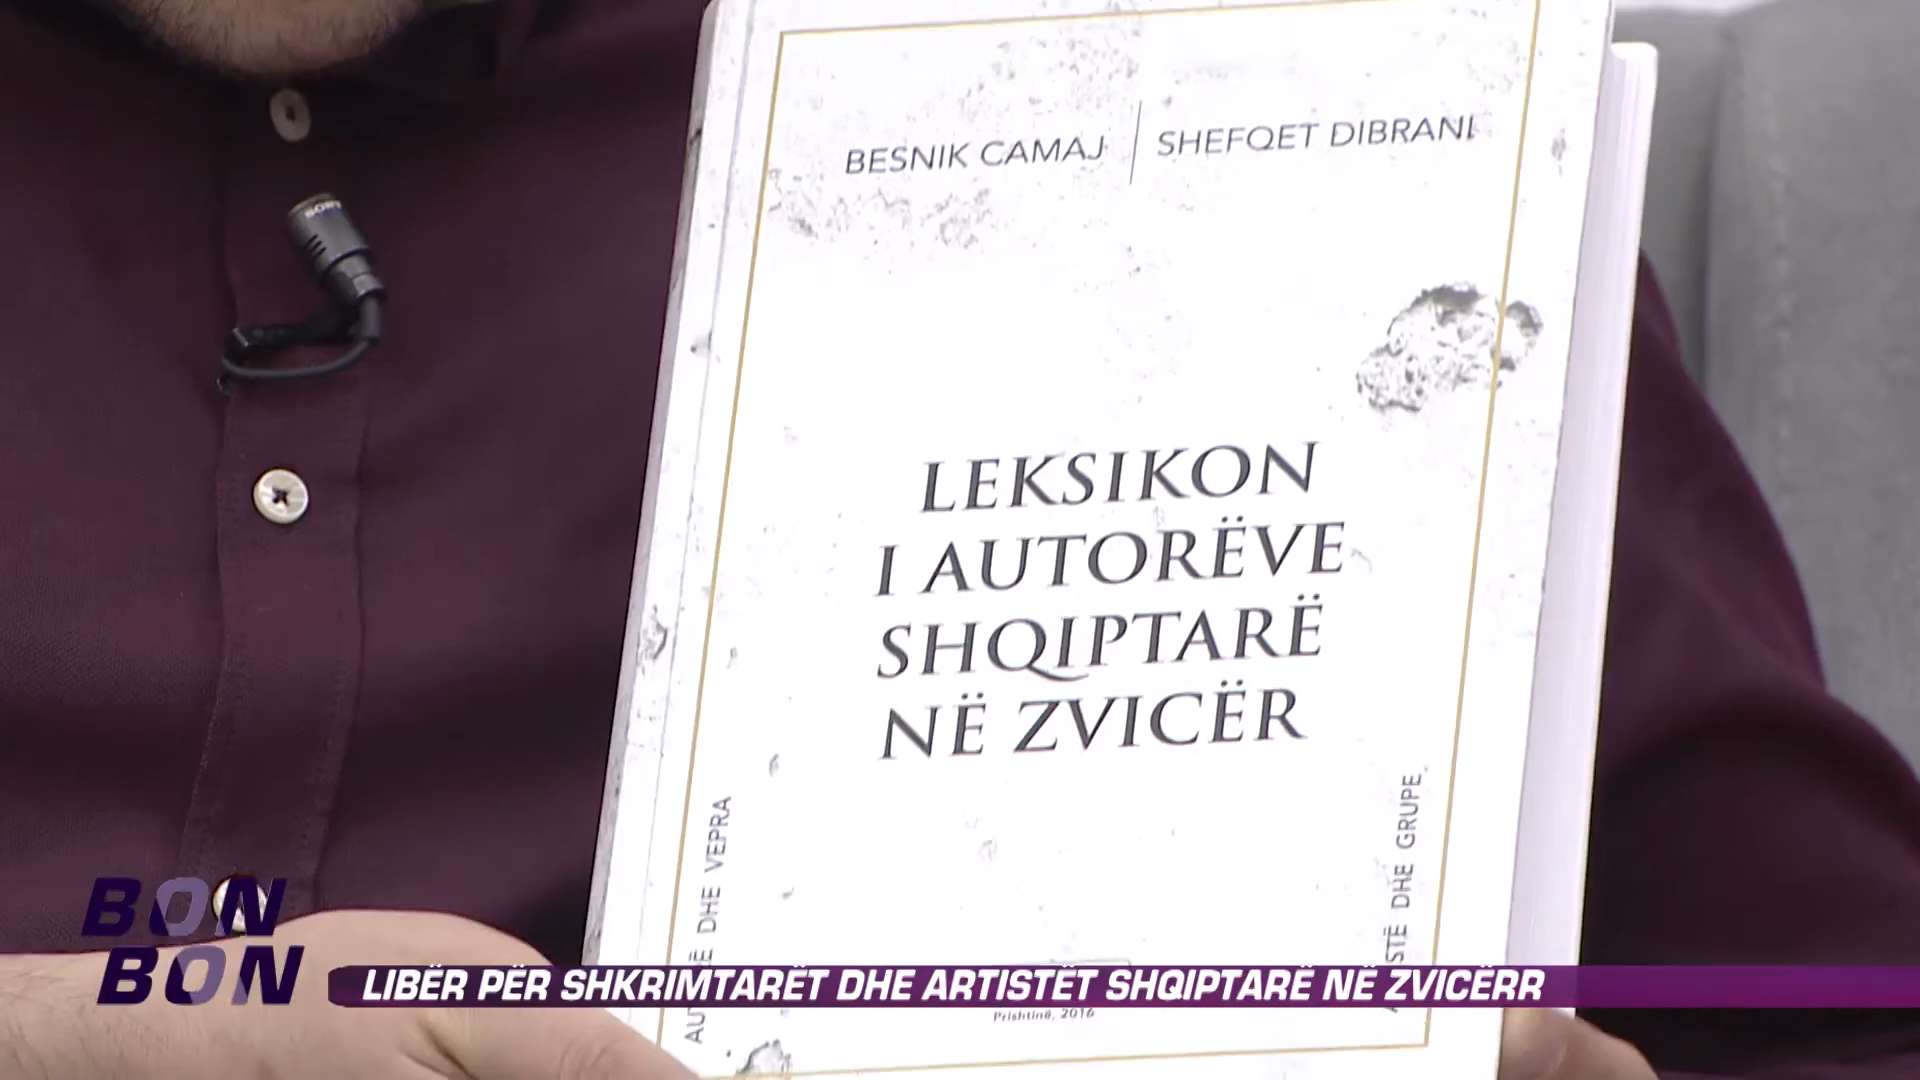 SONY
BESNIK CAMAJ | SHEFQET DIBRANI
LEKSIKON
I AUTORËVE
SHQIPTARË
NË ZVICËR
DHE VEPRA
DHE GRUPE
BON
BON
LIBËR PËR SHKRIMTARËT DHE ARTISTËT SHQIPTARË NË ZVICËRR
Prishtinë, 2016